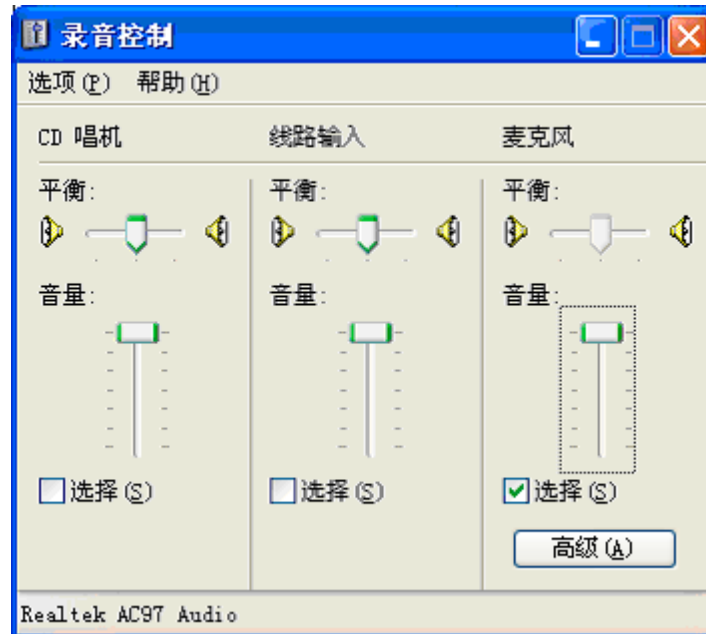 录音控制
选项(P) 帮助(H)
CD 唱机 线路输入 麦克风
平衡: 平衡: 平衡:
音量: 音量: 音量:
选择(S) 选择(S) 选择(S)
高级(A)
Realtek AC97 Audio